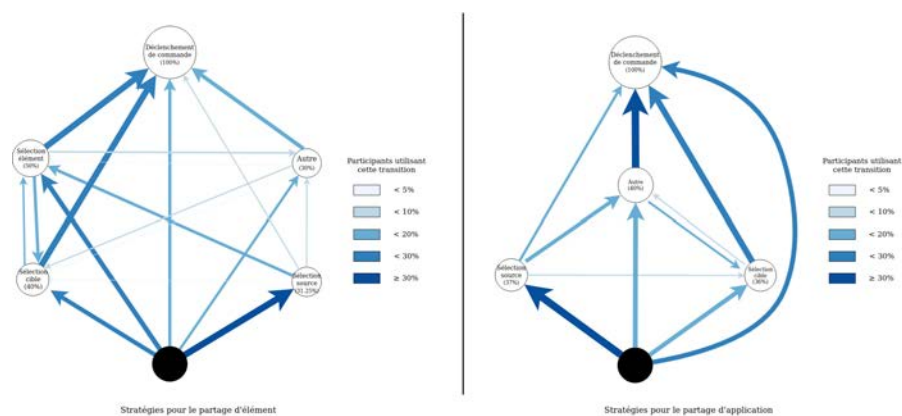 Déclenchement
de commande
(100%)
Sélection
élément
(50%)
Autre
(30%)
Sélection
cible
(40%)
Sélection
source
(31.25%)
Participants utilisant
cette transition
< 5%
< 10%
< 20%
< 30%
≥ 30%
Stratégies pour le partage d'élément
Déclenchement
de commande
(100%)
Autre
(40%)
Sélection
source
(37%)
Sélection
cible
(36%)
Participants utilisant
cette transition
< 5%
< 10%
< 20%
< 30%
≥ 30%
Stratégies pour le partage d'application